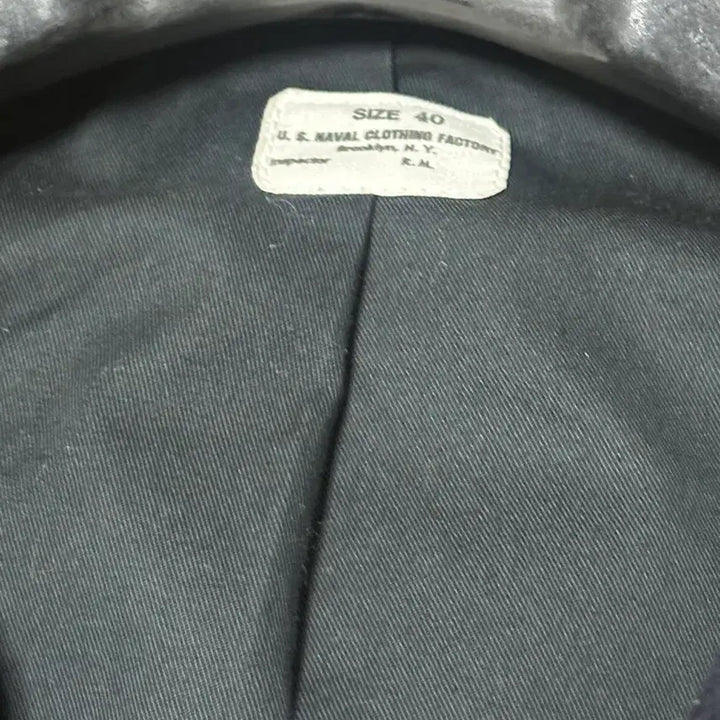 SIZE 40
U. S. NAVAL CLOTHING FACTORY
Brooklyn, N. Y.
Inspector R. M.